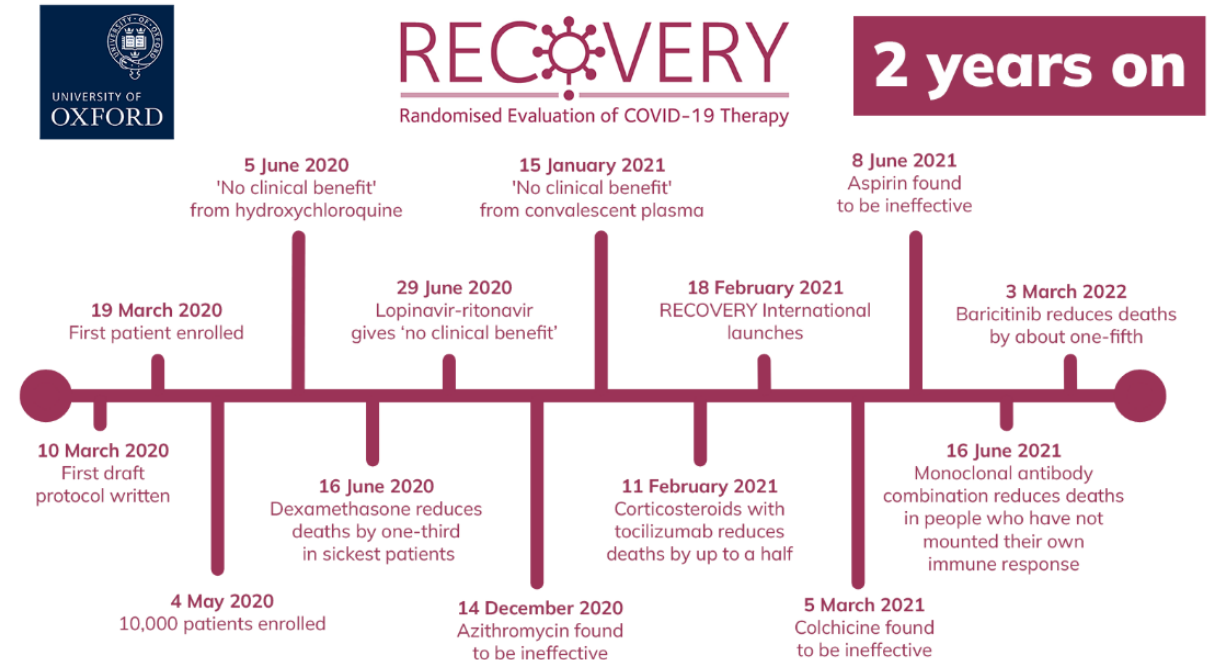 UNIVERSITY OF
OXFORD
RECOVERY
Randomised Evaluation of COVID-19 Therapy
2 years on
10 March 2020
First draft
protocol written
19 March 2020
First patient enrolled
4 May 2020
10,000 patients enrolled
5 June 2020
'No clinical benefit'
from hydroxychloroquine
16 June 2020
Dexamethasone reduces
deaths by one-third
in sickest patients
29 June 2020
Lopinavir-ritonavir
gives ‘no clinical benefit’
14 December 2020
Azithromycin found
to be ineffective
15 January 2021
'No clinical benefit'
from convalescent plasma
11 February 2021
Corticosteroids with
tocilizumab reduces
deaths by up to a half
18 February 2021
RECOVERY International
launches
5 March 2021
Colchicine found
to be ineffective
8 June 2021
Aspirin found
to be ineffective
16 June 2021
Monoclonal antibody
combination reduces deaths
in people who have not
mounted their own
immune response
3 March 2022
Baricitinib reduces deaths
by about one-fifth